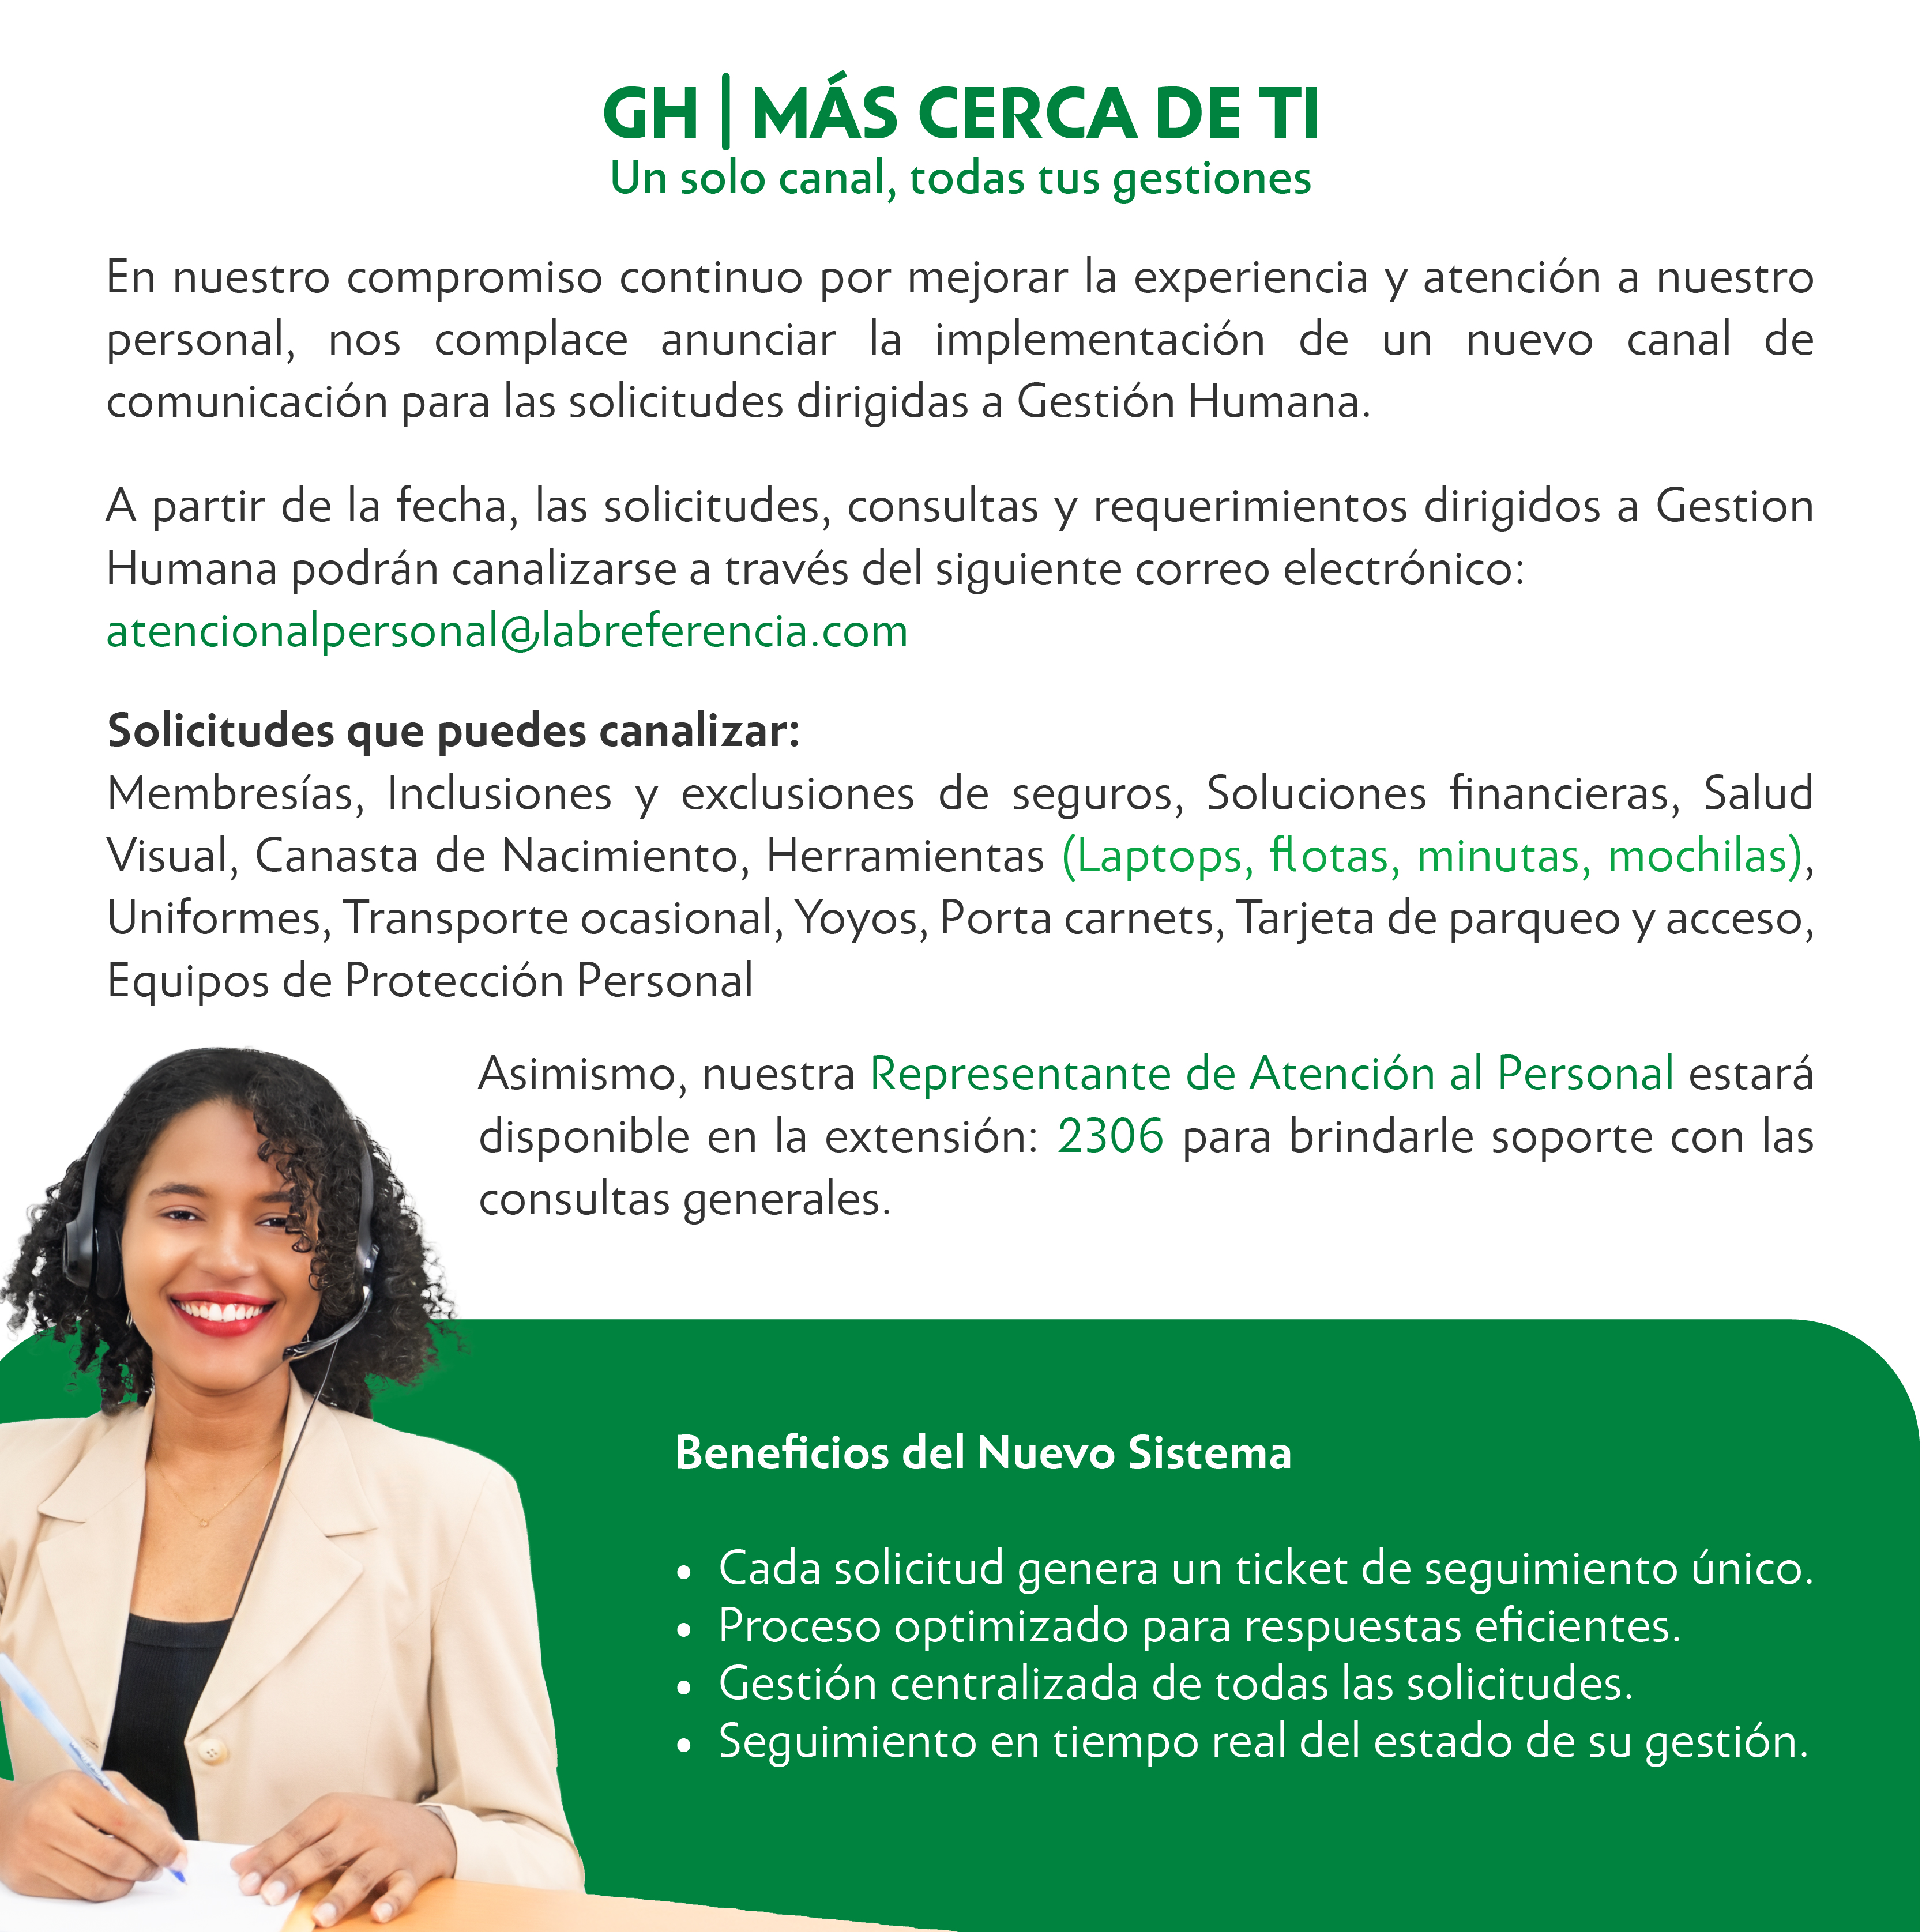 GH | MÁS CERCA DE TI
Un solo canal, todas tus gestiones
En nuestro compromiso continuo por mejorar la experiencia y atención a nuestro
personal, nos complace anunciar la implementación de un nuevo canal de
comunicación para las solicitudes dirigidas a Gestión Humana.
A partir de la fecha, las solicitudes, consultas y requerimientos dirigidos a Gestion
Humana podrán canalizarse a través del siguiente correo electrónico:
atencionalpersonal@labreferencia.com
Solicitudes que puedes canalizar:
Membresías, Inclusiones y exclusiones de seguros, Soluciones financieras, Salud
Visual, Canasta de Nacimiento, Herramientas (Laptops, flotas, minutas, mochilas),
Uniformes, Transporte ocasional, Yoyos, Porta carnets, Tarjeta de parqueo y acceso,
Equipos de Protección Personal
Asimismo, nuestra Representante de Atención al Personal estará
disponible en la extensión: 2306 para brindarle soporte con las
consultas generales.
Beneficios del Nuevo Sistema
• Cada solicitud genera un ticket de seguimiento único.
• Proceso optimizado para respuestas eficientes.
• Gestión centralizada de todas las solicitudes.
• Seguimiento en tiempo real del estado de su gestión.